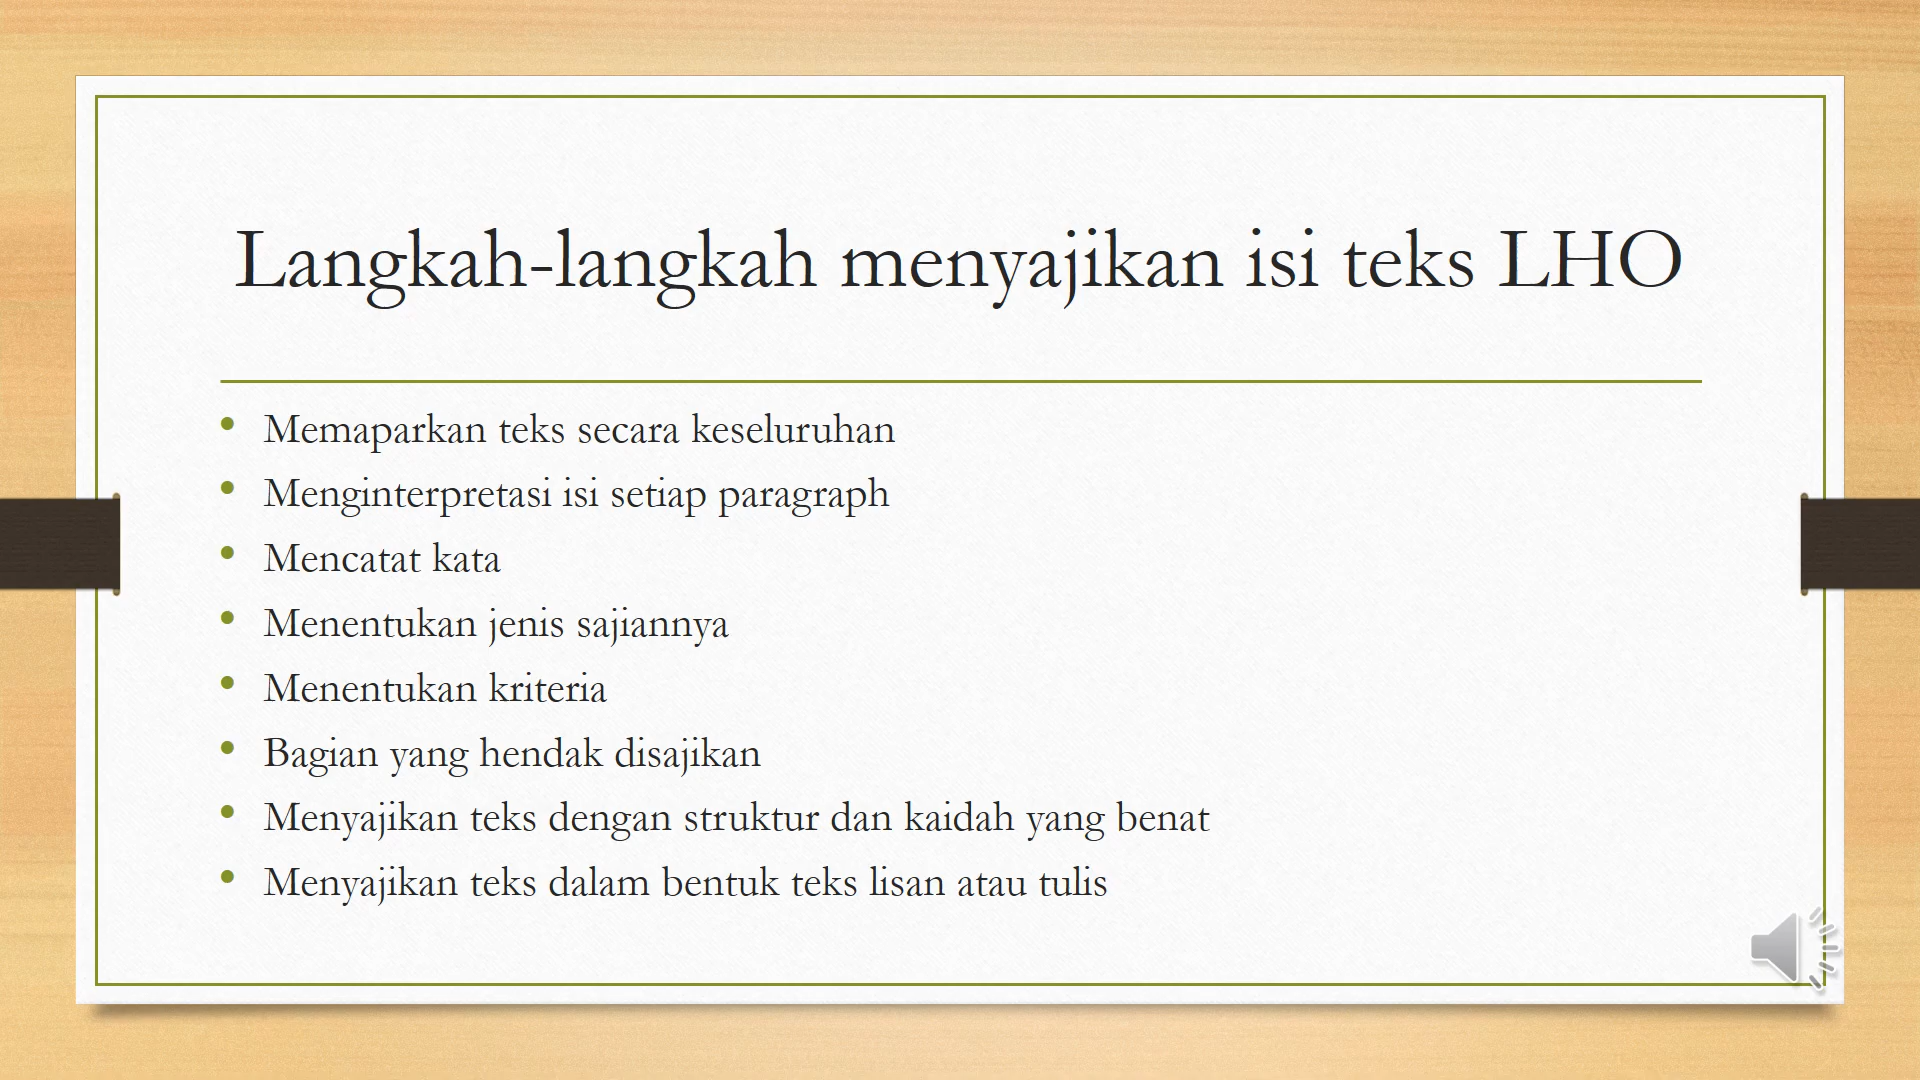 Langkah-langkah menyajikan isi teks LHO
• Memaparkan teks secara keseluruhan
• Menginterpretasi isi setiap paragraph
• Mencatat kata
• Menentukan jenis sajiannya
• Menentukan kriteria
• Bagian yang hendak disajikan
• Menyajikan teks dengan struktur dan kaidah yang benat
• Menyajikan teks dalam bentuk teks lisan atau tulis